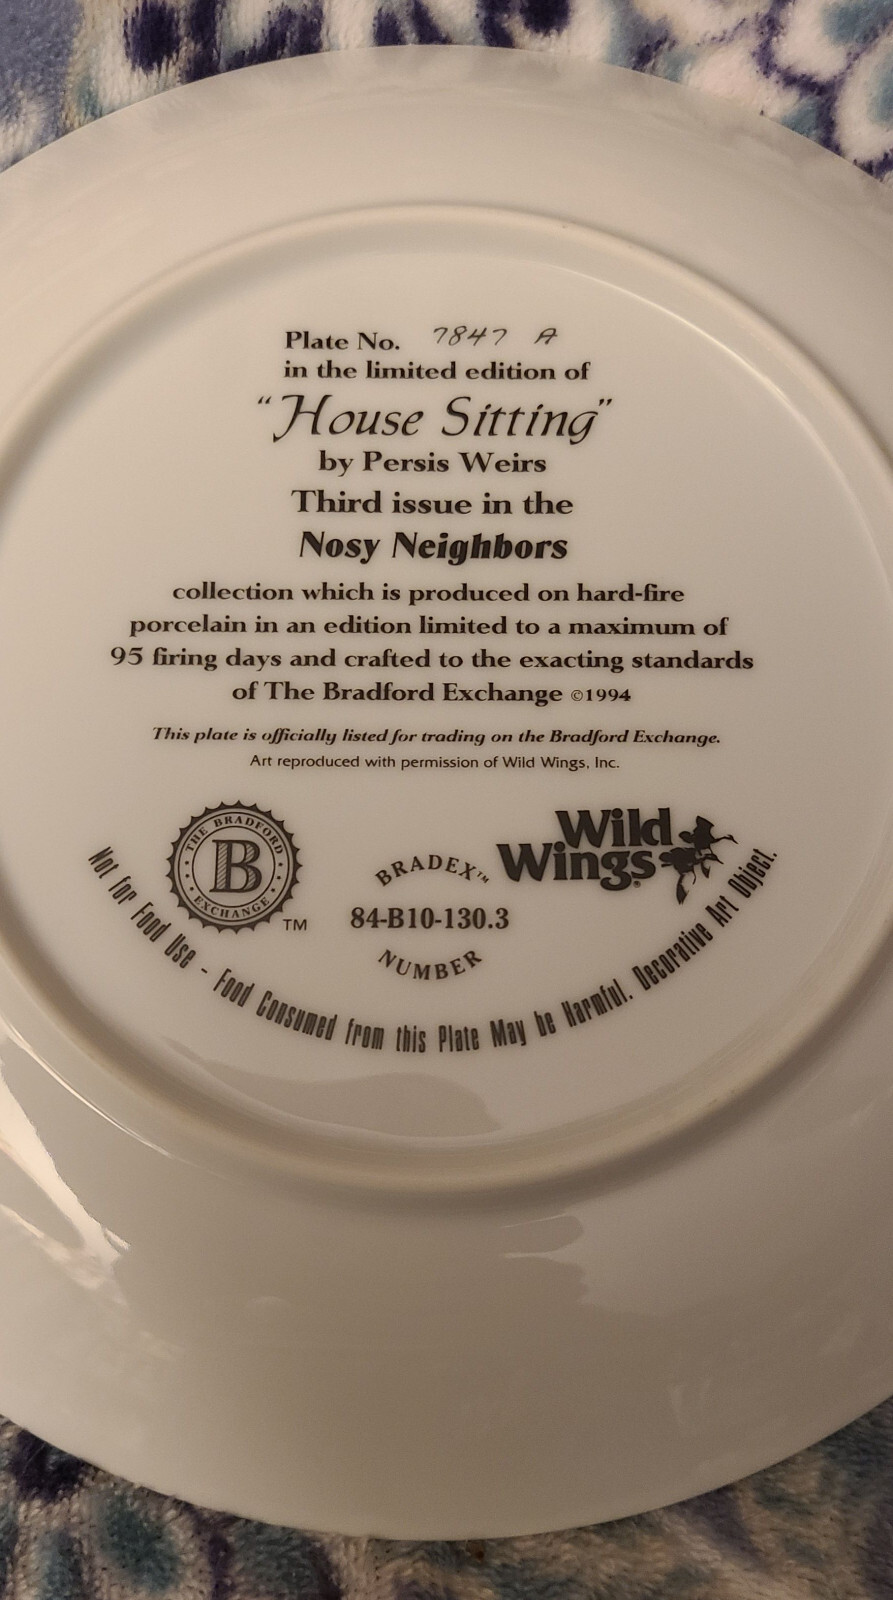 Plate No. 7847 A
in the limited edition of
"House Sitting"
by Persis Weirs
Third issue in the
Nosy Neighbors
collection which is produced on hard-fire
porcelain in an edition limited to a maximum of
95 firing days and crafted to the exacting standards
of The Bradford Exchange ©1994
This plate is officially listed for trading on the Bradford Exchange.
Art reproduced with permission of Wild Wings, Inc.
THE BRADFORD
B
EXCHANGE
TM
BRADEX™
84-B10-130.3
NUMBER
Wild
Wings®
Not for Food Use - Food Consumed from this Plate May be Harmful. Decorative Art Object.